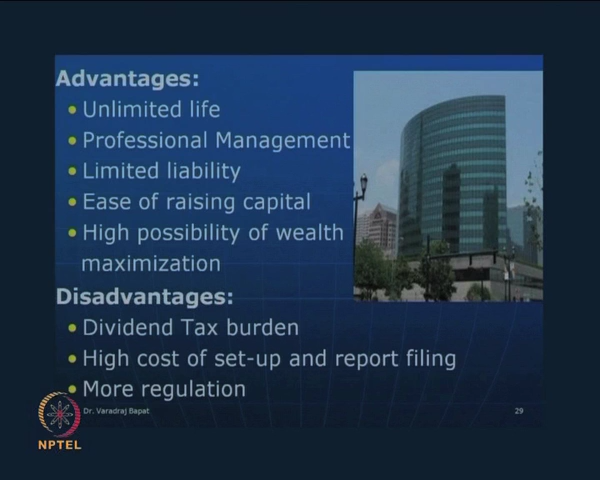 Advantages:
Unlimited life
Professional Management
Limited liability
Ease of raising capital
High possibility of wealth
maximization
Disadvantages:
Dividend Tax burden
High cost of set-up and report filing
More regulation
Dr. Varadraj Bapat
29
NPTEL